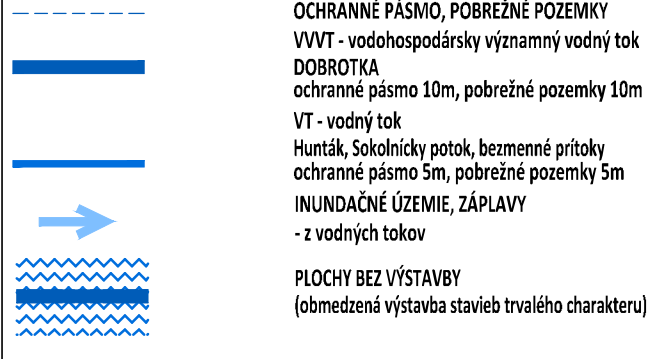 OCHRANNÉ PÁSMO, POBREŽNÉ POZEMKY
VVVT - vodohospodársky významný vodný tok
DOBROTKA
ochranné pásmo 10m, pobrežné pozemky 10m
VT - vodný tok
Hunták, Sokolnícky potok, bezmenné prítoky
ochranné pásmo 5m, pobrežné pozemky 5m
INUNDAČNÉ ÚZEMIE, ZÁPLAVY
- z vodných tokov
PLOCHY BEZ VÝSTAVBY
(obmedzená výstavba stavieb trvalého charakteru)